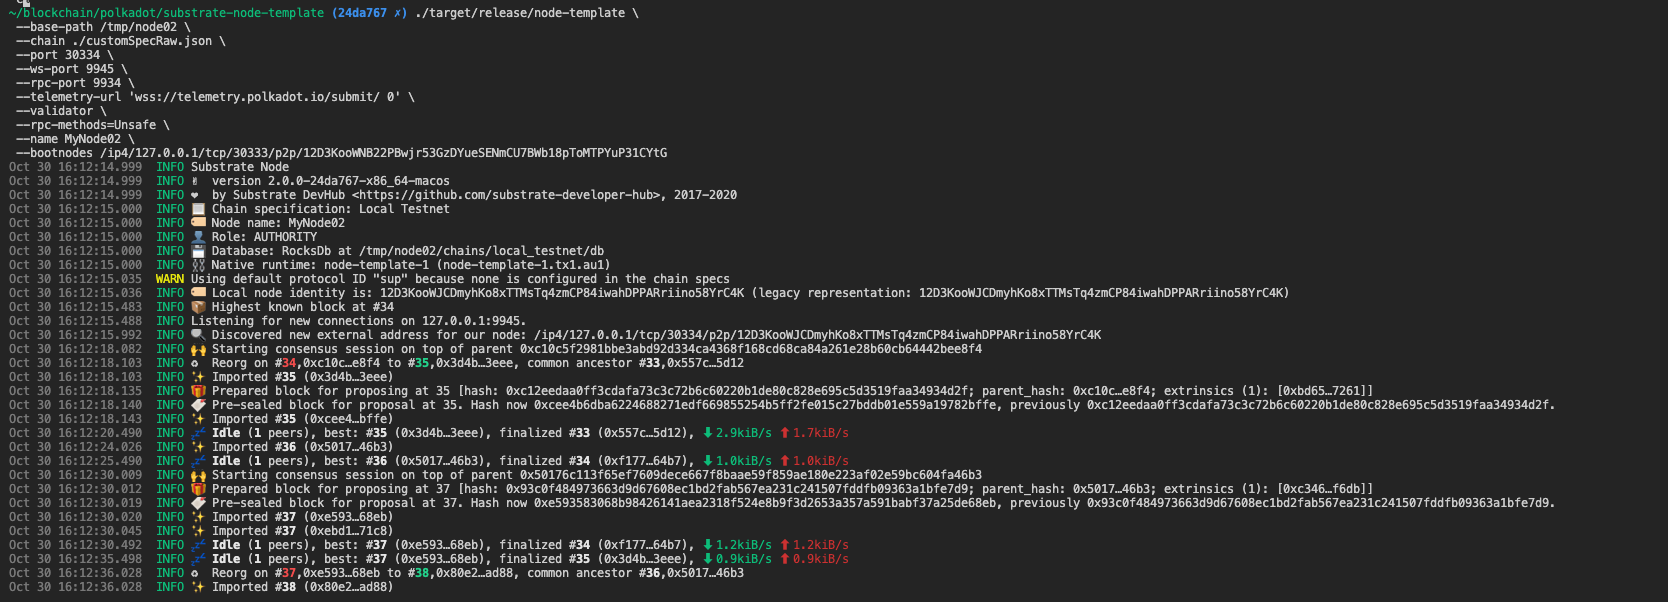 ~/blockchain/polkadot/substrate-node-template (24da767 ✗) ./target/release/node-template \
--base-path /tmp/node02 \
--chain ./customSpecRaw.json \
--port 30334 \
--ws-port 9945 \
--rpc-port 9934 \
--telemetry-url 'wss://telemetry.polkadot.io/submit/ 0' \
--validator \
--rpc-methods=Unsafe \
--name MyNode02 \
--bootnodes /ip4/127.0.0.1/tcp/30333/p2p/12D3KooWNB22PBwjr53GzDYueSENmCU7BWb18pToMTPYuP31CYtG
Oct 30 16:12:14.999 INFO Substrate Node
Oct 30 16:12:14.999 INFO ✌️ version 2.0.0-24da767-x86_64-macos
Oct 30 16:12:14.999 INFO ❤️ by Substrate DevHub <https://github.com/substrate-developer-hub>, 2017-2020
Oct 30 16:12:15.000 INFO 📋 Chain specification: Local Testnet
Oct 30 16:12:15.000 INFO 🏷 Node name: MyNode02
Oct 30 16:12:15.000 INFO 👤 Role: AUTHORITY
Oct 30 16:12:15.000 INFO 💾 Database: RocksDb at /tmp/node02/chains/local_testnet/db
Oct 30 16:12:15.000 INFO ⛓ Native runtime: node-template-1 (node-template-1.tx1.au1)
Oct 30 16:12:15.035 WARN Using default protocol ID "sup" because none is configured in the chain specs
Oct 30 16:12:15.036 INFO 🏷 Local node identity is: 12D3KooWJCDmyhKo8xTTMsTq4zmCP84iwahDPPARriino58YrC4K (legacy representation: 12D3KooWJCDmyhKo8xTTMsTq4zmCP84iwahDPPARriino58YrC4K)
Oct 30 16:12:15.483 INFO 📦 Highest known block at #34
Oct 30 16:12:15.488 INFO Listening for new connections on 127.0.0.1:9945.
Oct 30 16:12:15.992 INFO 🔍 Discovered new external address for our node: /ip4/127.0.0.1/tcp/30334/p2p/12D3KooWJCDmyhKo8xTTMsTq4zmCP84iwahDPPARriino58YrC4K
Oct 30 16:12:18.082 INFO 🙌 Starting consensus session on top of parent 0xc10c5f2981bbe3abd92d334ca4368f168cd68ca84a261e28b60cb64442bee8f4
Oct 30 16:12:18.103 INFO ♻️ Reorg on #34,0xc10c…e8f4 to #35,0x3d4b…3eee, common ancestor #33,0x557c…5d12
Oct 30 16:12:18.103 INFO ✨ Imported #35 (0x3d4b…3eee)
Oct 30 16:12:18.135 INFO 🎁 Prepared block for proposing at 35 [hash: 0xc12eedaa0ff3cdafa73c3c72b6c60220b1de80c828e695c5d3519faa34934d2f; parent_hash: 0xc10c…e8f4; extrinsics (1): [0xbd65…7261]]
Oct 30 16:12:18.140 INFO 🔖 Pre-sealed block for proposal at 35. Hash now 0xcee4b6dba6224688271edf669855254b5ff2fe015c27bddb01e559a19782bffe, previously 0xc12eedaa0ff3cdafa73c3c72b6c60220b1de80c828e695c5d3519faa34934d2f.
Oct 30 16:12:18.143 INFO ✨ Imported #35 (0xcee4…bffe)
Oct 30 16:12:20.490 INFO 💤 Idle (1 peers), best: #35 (0x3d4b…3eee), finalized #33 (0x557c…5d12), ⬇ 2.9kiB/s ⬆ 1.7kiB/s
Oct 30 16:12:24.026 INFO ✨ Imported #36 (0x5017…46b3)
Oct 30 16:12:25.490 INFO 💤 Idle (1 peers), best: #36 (0x5017…46b3), finalized #34 (0xf177…64b7), ⬇ 1.0kiB/s ⬆ 1.0kiB/s
Oct 30 16:12:30.009 INFO 🙌 Starting consensus session on top of parent 0x50176c113f65ef7609dece667f8baae59f859ae180e223af02e59bc604fa46b3
Oct 30 16:12:30.012 INFO 🎁 Prepared block for proposing at 37 [hash: 0x93c0f484973663d9d67608ec1bd2fab567ea231c241507fddfb09363a1bfe7d9; parent_hash: 0x5017…46b3; extrinsics (1): [0xc346…f6db]]
Oct 30 16:12:30.019 INFO 🔖 Pre-sealed block for proposal at 37. Hash now 0xe593583068b98426141aea2318f524e8b9f3d2653a357a591babf37a25de68eb, previously 0x93c0f484973663d9d67608ec1bd2fab567ea231c241507fddfb09363a1bfe7d9.
Oct 30 16:12:30.020 INFO ✨ Imported #37 (0xe593…68eb)
Oct 30 16:12:30.045 INFO ✨ Imported #37 (0xebd1…71c8)
Oct 30 16:12:30.492 INFO 💤 Idle (1 peers), best: #37 (0xe593…68eb), finalized #34 (0xf177…64b7), ⬇ 1.2kiB/s ⬆ 1.2kiB/s
Oct 30 16:12:35.498 INFO 💤 Idle (1 peers), best: #37 (0xe593…68eb), finalized #35 (0x3d4b…3eee), ⬇ 0.9kiB/s ⬆ 0.9kiB/s
Oct 30 16:12:36.028 INFO ♻️ Reorg on #37,0xe593…68eb to #38,0x80e2…ad88, common ancestor #36,0x5017…46b3
Oct 30 16:12:36.028 INFO ✨ Imported #38 (0x80e2…ad88)